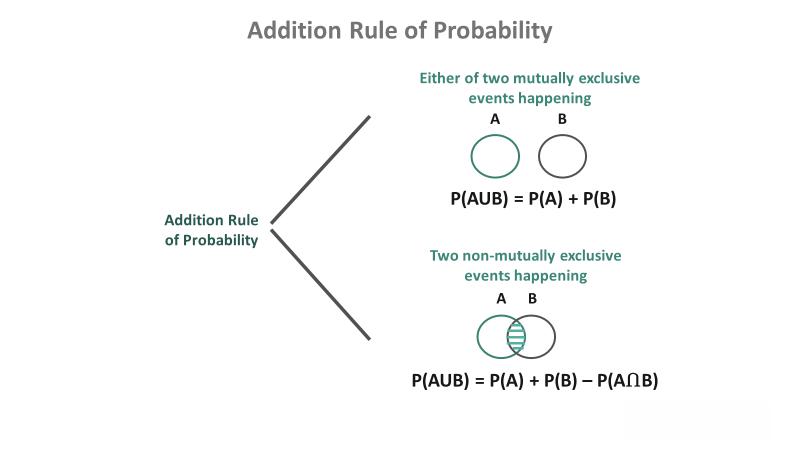 Addition Rule of Probability
Either of two mutually exclusive
events happening
A B
P(AUB) = P(A) + P(B)
Addition Rule
of Probability
Two non-mutually exclusive
events happening
A B
P(AUB) = P(A) + P(B) – P(A∩B)